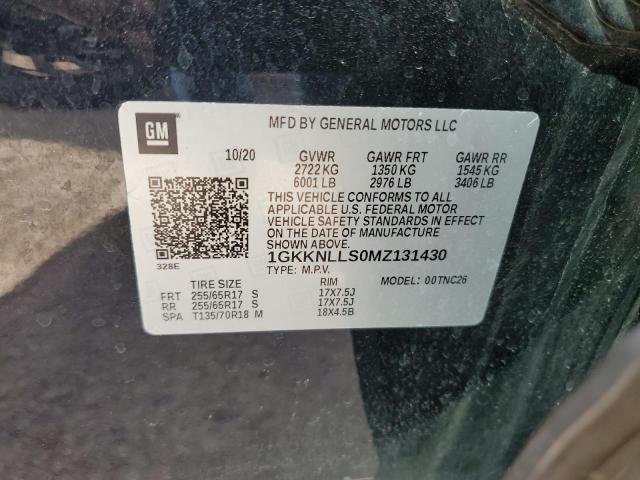 GM
MFD BY GENERAL MOTORS LLC
10/20 GVWR GAWR FRT GAWR RR
2722 KG 1350 KG 1545 KG
6001 LB 2976 LB 3406 LB
THIS VEHICLE CONFORMS TO ALL
APPLICABLE U.S. FEDERAL MOTOR
VEHICLE SAFETY STANDARDS IN EFFECT
ON THE DATE OF MANUFACTURE
SHOWN ABOVE.
328E
1GKKNLLS0MZ131430
TYPE: M.P.V. MODEL: 00TNC26
TIRE SIZE RIM
FRT 255/65R17 S 17X7.5J
RR 255/65R17 S 17X7.5J
SPA T135/70R18 M 18X4.5B